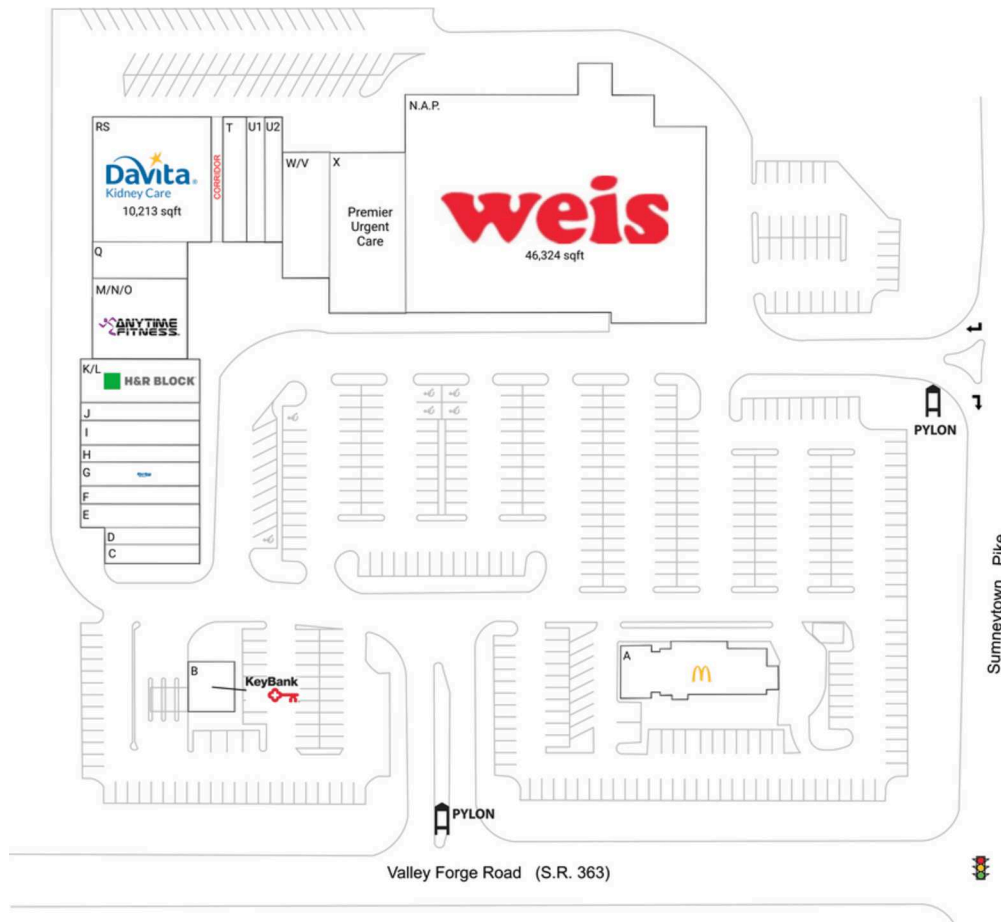 N.A.P.
weis
46,324 sqft
RS
DaVita
Kidney Care
10,213 sqft
CORRIDOR
T
U1
U2
W/V
X
Premier
Urgent
Care
Q
M/N/O
ANYTIME
FITNESS
K/L
H&R BLOCK
J
I
H
G
F
E
D
C
PYLON
Sumneytown Pike
B
KeyBank
A
PYLON
Valley Forge Road (S.R. 363)